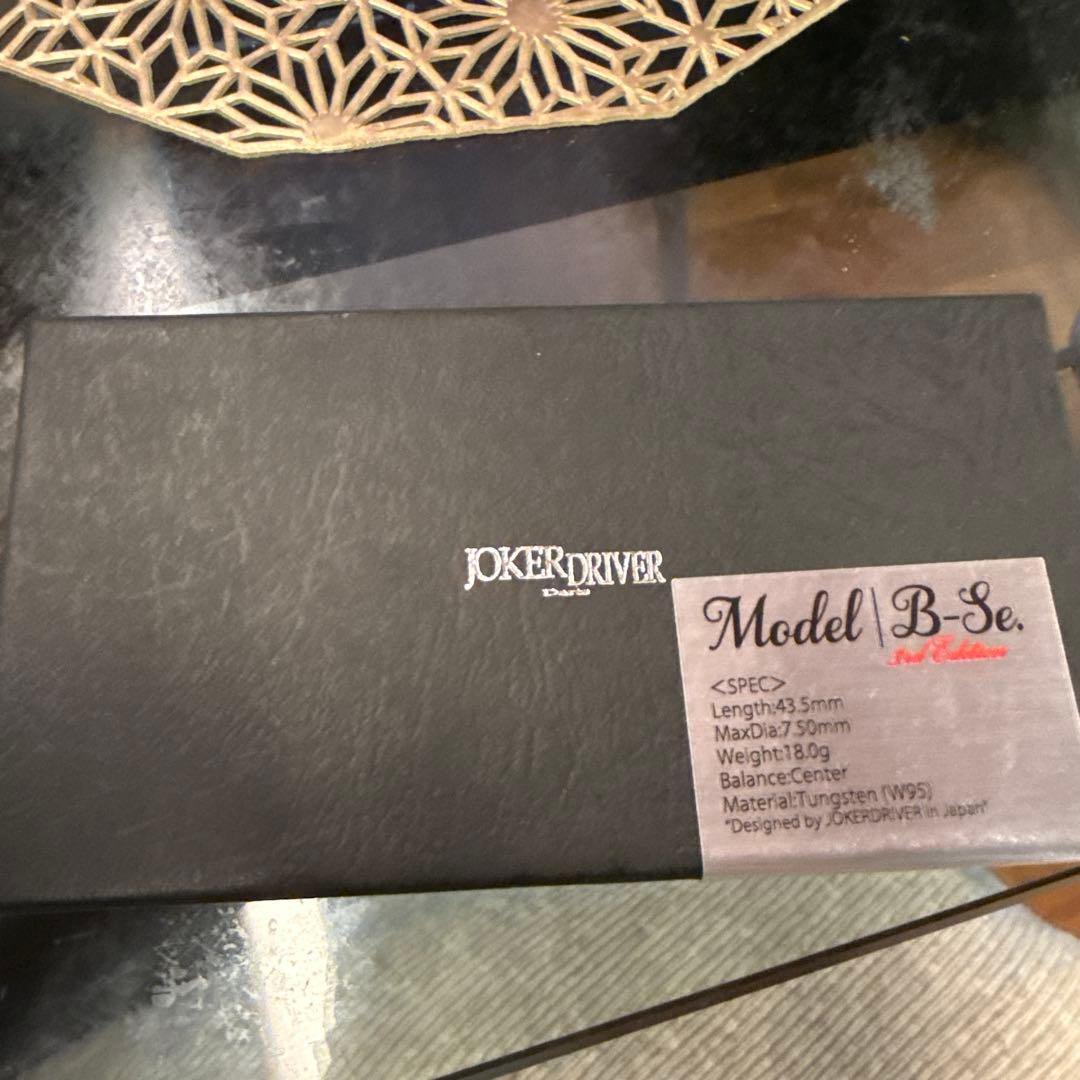 JOKERDRIVER
Darts
Model | B-Se.
3rd Edition
<SPEC>
Length:43.5mm
MaxDia:7.50mm
Weight:18.0g
Balance:Center
Material:Tungsten (W95)
"Designed by JOKERDRIVER in Japan"